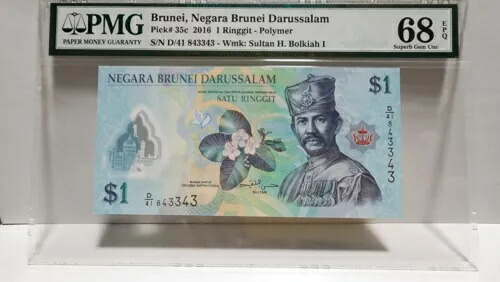 PMG
PAPER MONEY GUARANTY
Brunei, Negara Brunei Darussalam
Pick# 35c 2016 1 Ringgit - Polymer
S/N D/41 843343 - Wmk: Sultan H. Bolkiah I
68 EPQ
Superb Gem Unc
NEGARA BRUNEI DARUSSALAM
SATU RINGGIT
$1
D/41 843343
$1
D/41 843343
SULTAN